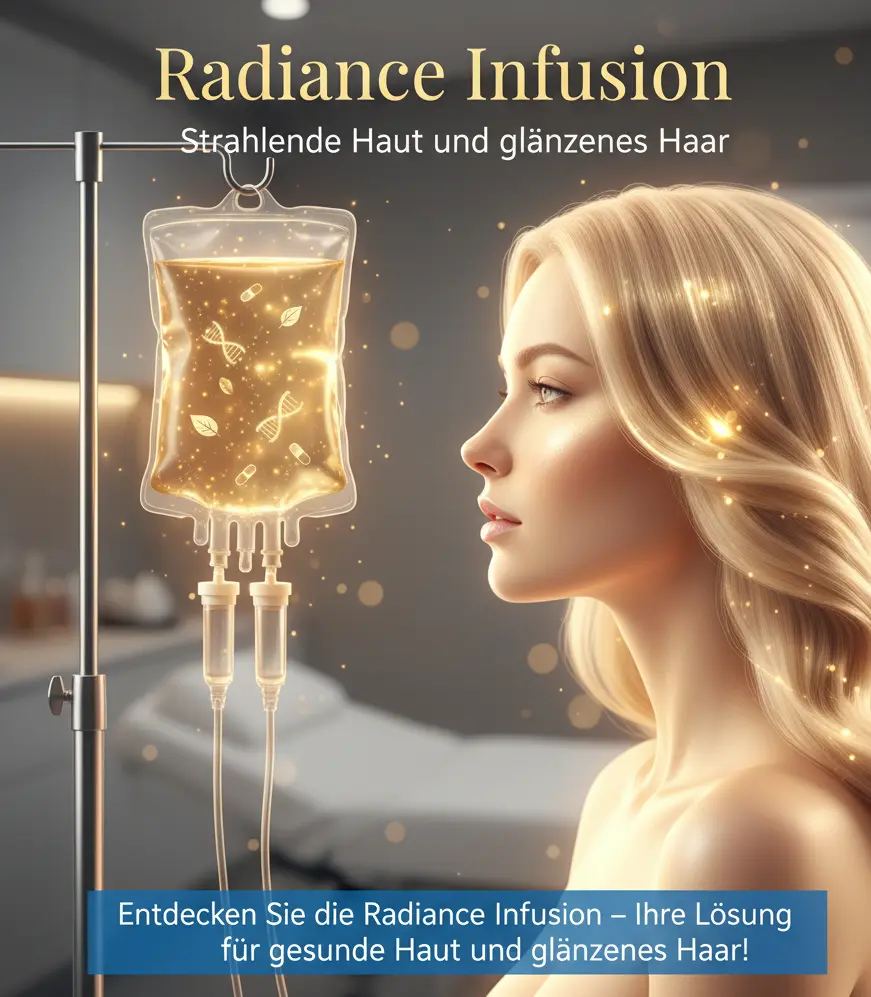 Radiance Infusion
Strahlende Haut und glänzenes Haar
Entdecken Sie die Radiance Infusion – Ihre Lösung
für gesunde Haut und glänzenes Haar!